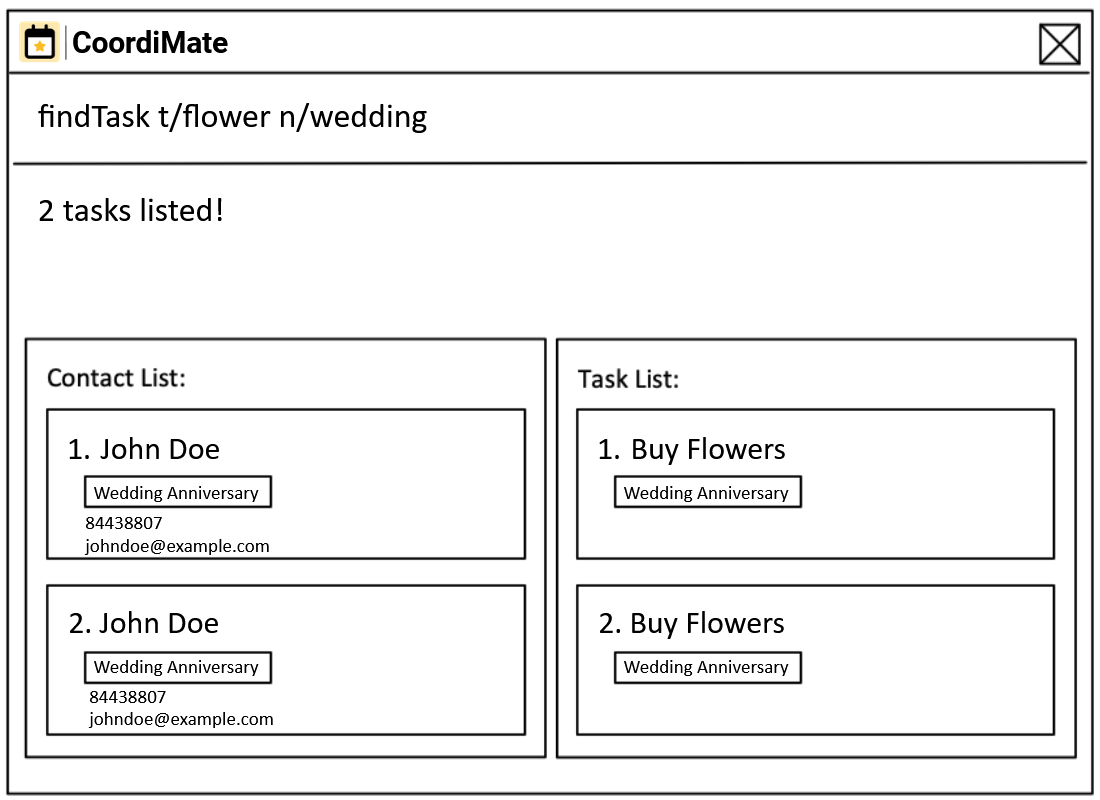 CoordiMate
findTask t/flower n/wedding
2 tasks listed!
Contact List:
1. John Doe
Wedding Anniversary
84438807
johndoe@example.com
2. John Doe
Wedding Anniversary
84438807
johndoe@example.com
Task List:
1. Buy Flowers
Wedding Anniversary
2. Buy Flowers
Wedding Anniversary